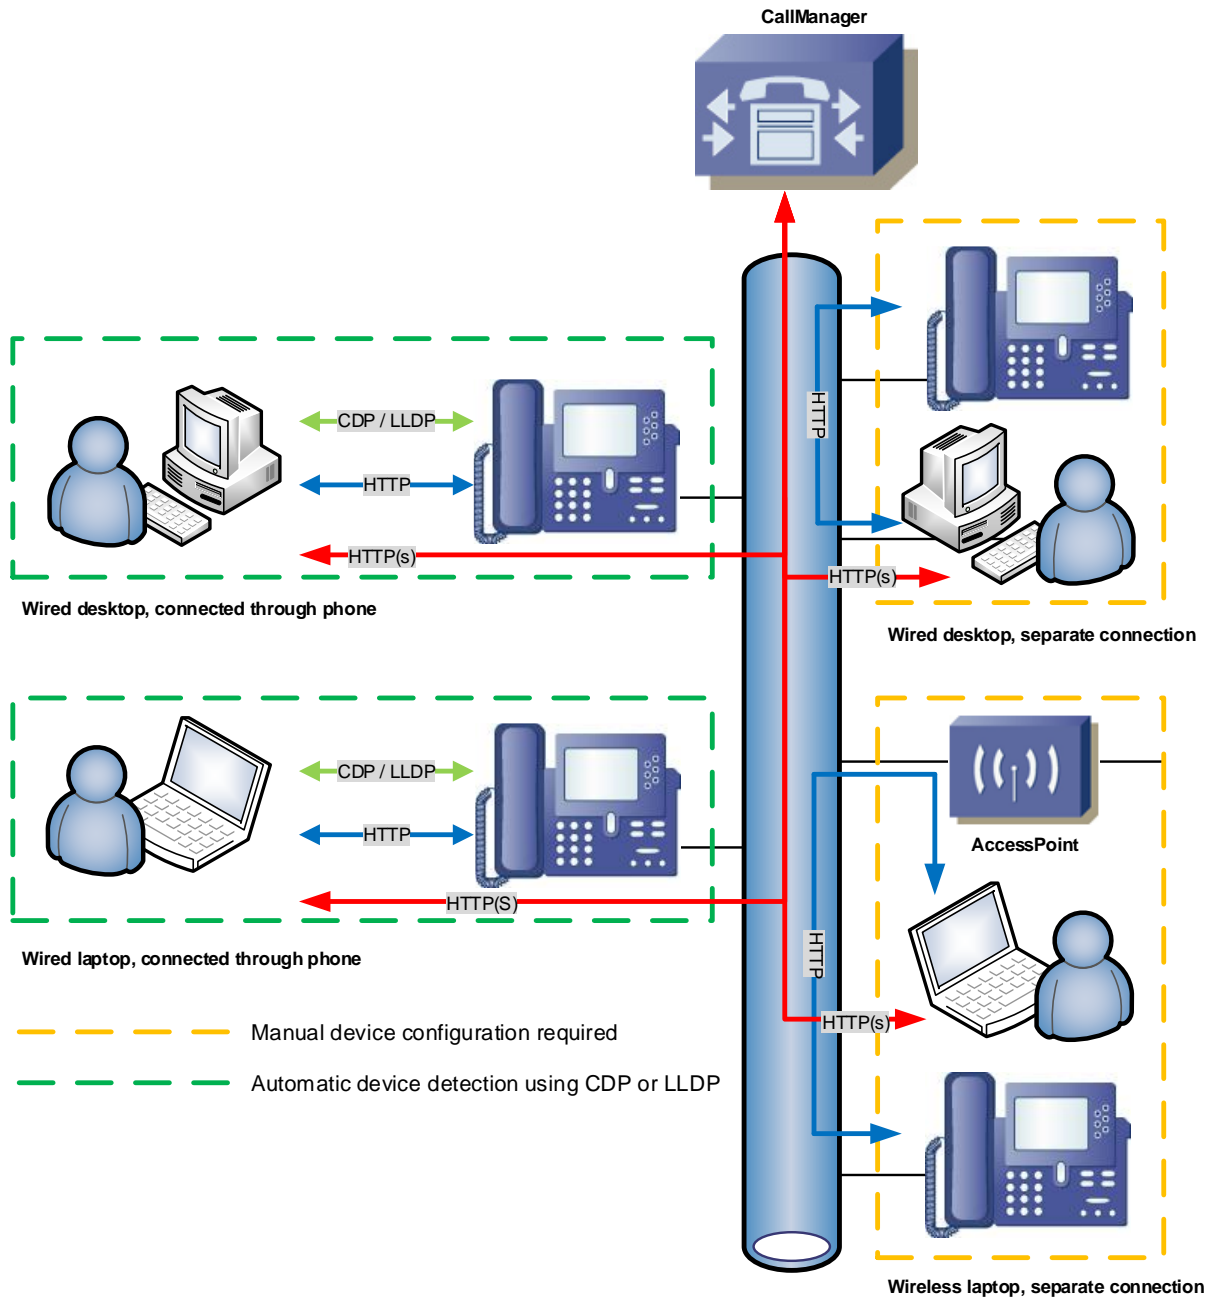 CallManager
HTTP
CDP / LLDP
HTTP
HTTP(s)
HTTP(s)
Wired desktop, connected through phone
Wired desktop, separate connection
CDP / LLDP
HTTP
AccessPoint
HTTP(S)
HTTP
Wired laptop, connected through phone
HTTP(s)
Manual device configuration required
Automatic device detection using CDP or LLDP
Wireless laptop, separate connection